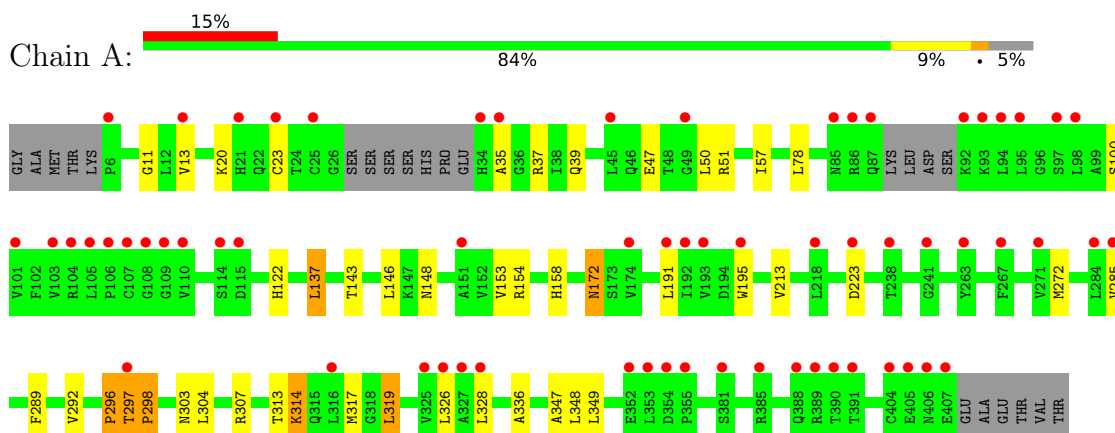 15%
Chain A:
84% 9% • 5%
GLY ALA MET THR LYS P6 G11 L12 V13 K20 H21 Q22 C23 T24 C25 G26 SER SER SER SER HIS PRO GLU H34 A35 G36 R37 I38 Q39 L45 Q46 E47 T48 G49 L50 R51 I57 L78 N85 R86 Q87 LYS LEU ASP SER K92 K93 L94 L95 G96 S97 L98 A99 S100
V101 F102 V103 R104 L105 P106 C107 G108 G109 V110 S114 D115 H122 L137 T143 L146 K147 N148 A151 V152 V153 R154 H158 N172 S173 V174 L191 I192 V193 D194 W195 V213 L218 D223 T238 G241 Y263 F267 V271 M272 L284 V285
F289 V292 P296 T297 P298 N303 L304 R307 T313 K314 Q315 L316 M317 G318 L319 V325 L326 A327 L328 A336 A347 L348 L349 E352 L353 D354 P355 S381 R385 Q388 R389 T390 T391 C404 E405 N406 E407 GLU ALA GLU GLU THR VAL THR